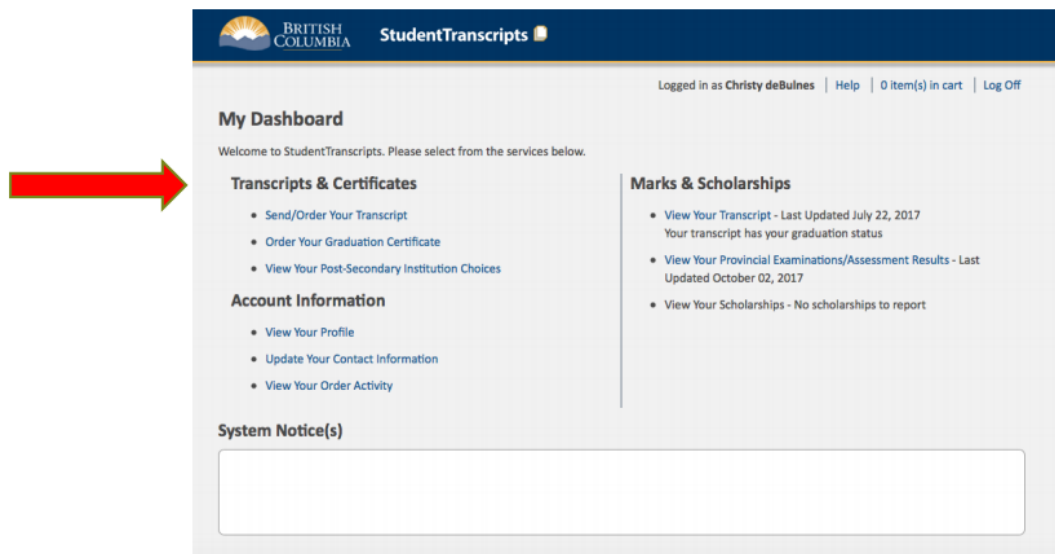 BRITISH
COLUMBIA
StudentTranscripts
Logged in as Christy deBulnes | Help | 0 item(s) in cart | Log Off
My Dashboard
Welcome to StudentTranscripts. Please select from the services below.
Transcripts & Certificates
• Send/Order Your Transcript
• Order Your Graduation Certificate
• View Your Post-Secondary Institution Choices
Account Information
• View Your Profile
• Update Your Contact Information
• View Your Order Activity
Marks & Scholarships
• View Your Transcript - Last Updated July 22, 2017
Your transcript has your graduation status
• View Your Provincial Examinations/Assessment Results - Last
Updated October 02, 2017
• View Your Scholarships - No scholarships to report
System Notice(s)